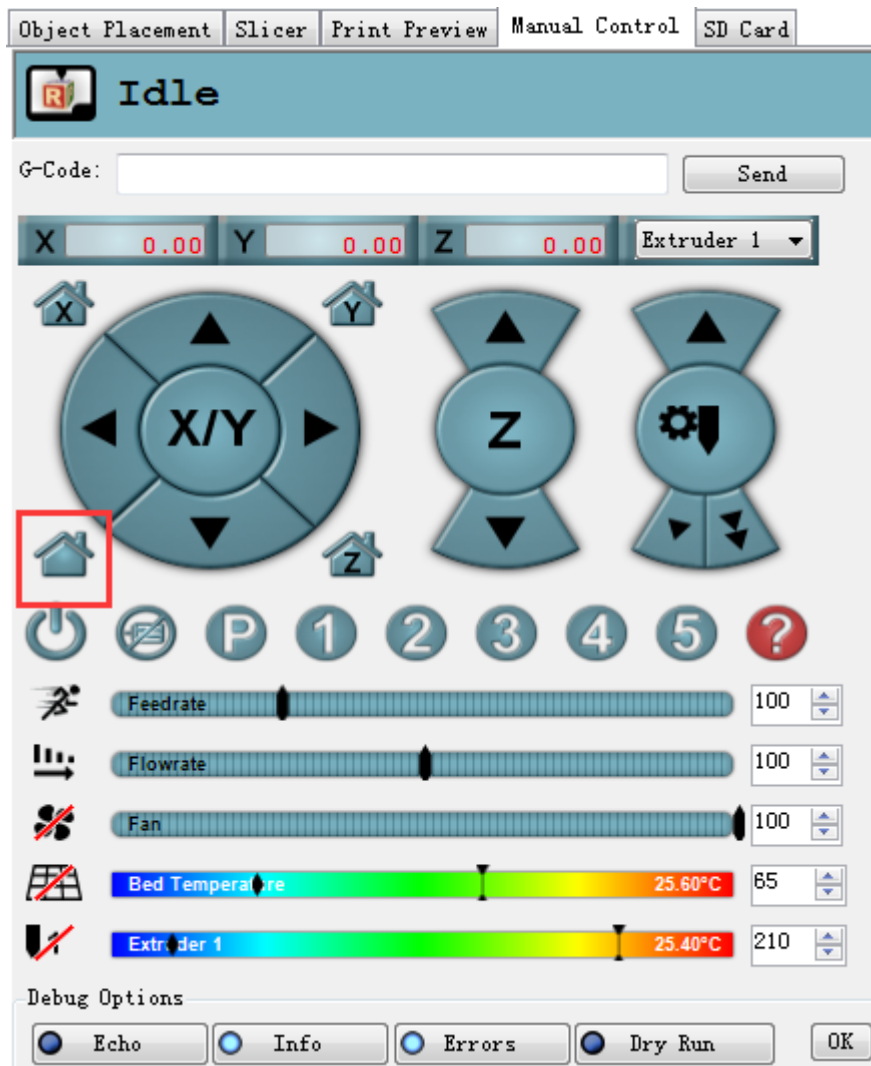 Object Placement Slicer Print Preview Manual Control SD Card
R Idle
G-Code: Send
X 0.00 Y 0.00 Z 0.00 Extruder 1
X Y
X/Y Z
Z
P 1 2 3 4 5 ?
Feedrate 100
Flowrate 100
Fan 100
Bed Temperature 25.60°C 65
1 Extruder 1 25.40°C 210
Debug Options
Echo Info Errors Dry Run OK